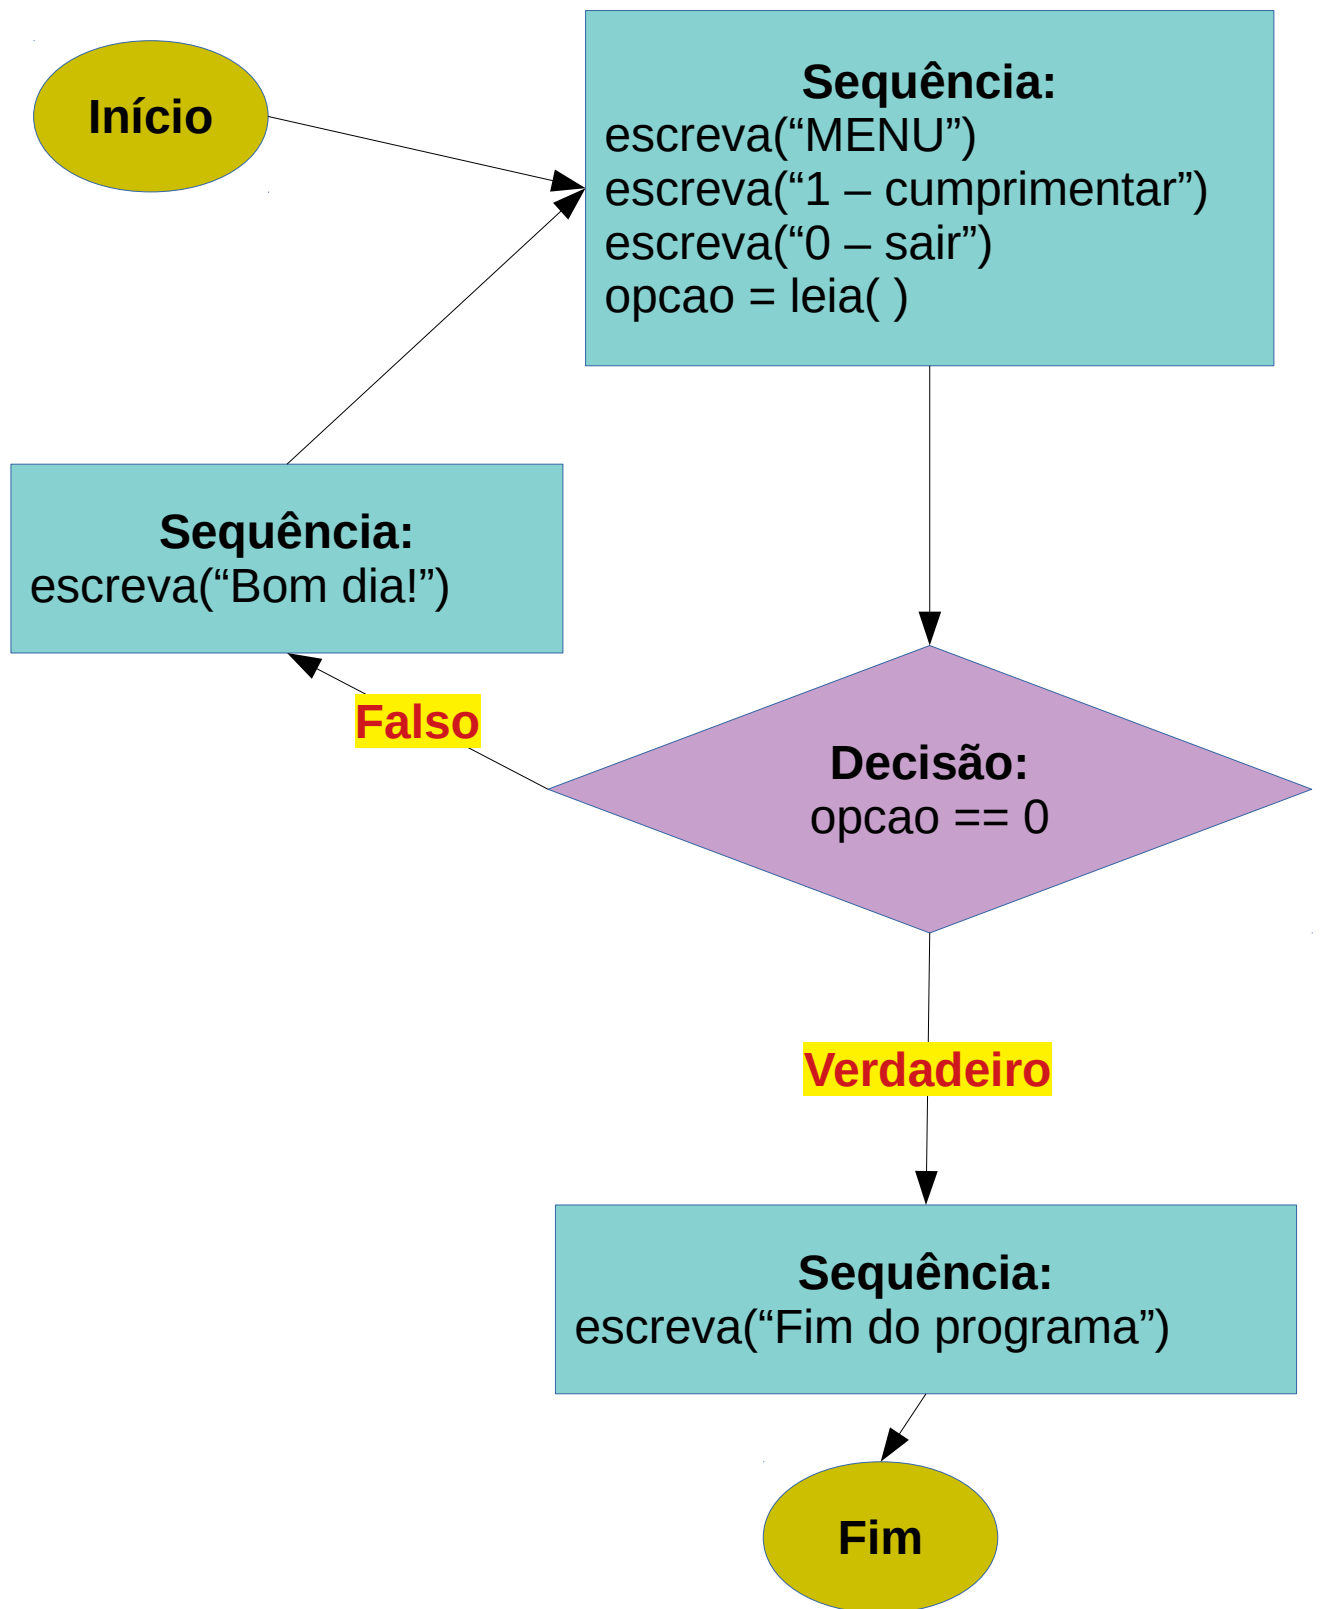 Início
Sequência:
escreva(“MENU”)
escreva(“1 – cumprimentar”)
escreva(“0 – sair”)
opcao = leia( )
Sequência:
escreva(“Bom dia!”)
Falso
Decisão:
opcao == 0
Verdadeiro
Sequência:
escreva(“Fim do programa”)
Fim